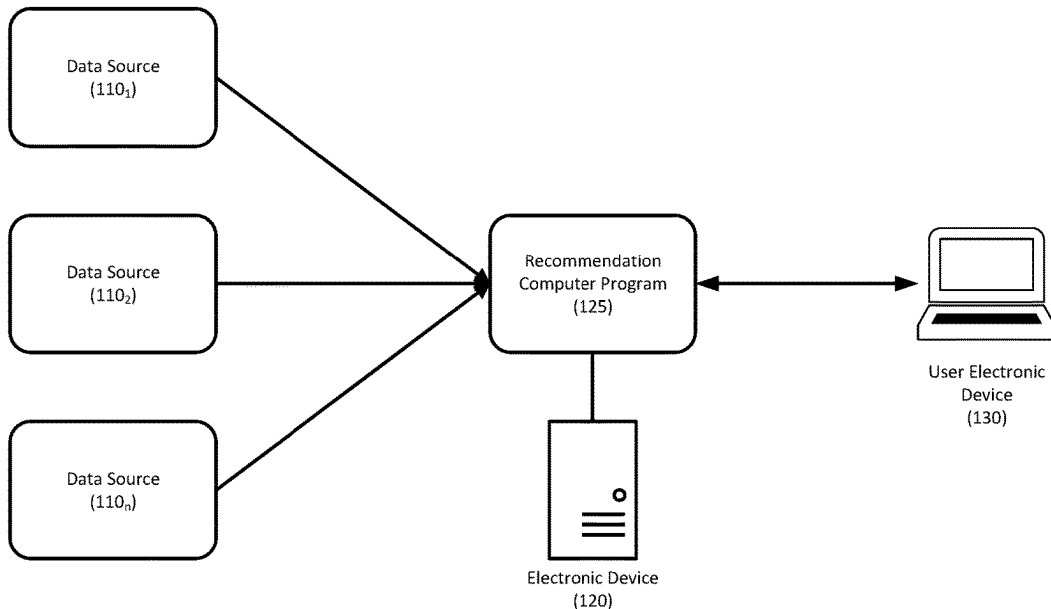 Data Source
(110₁)
Data Source
(110₂)
Data Source
(110ₙ)
Recommendation
Computer Program
(125)
Electronic Device
(120)
User Electronic
Device
(130)